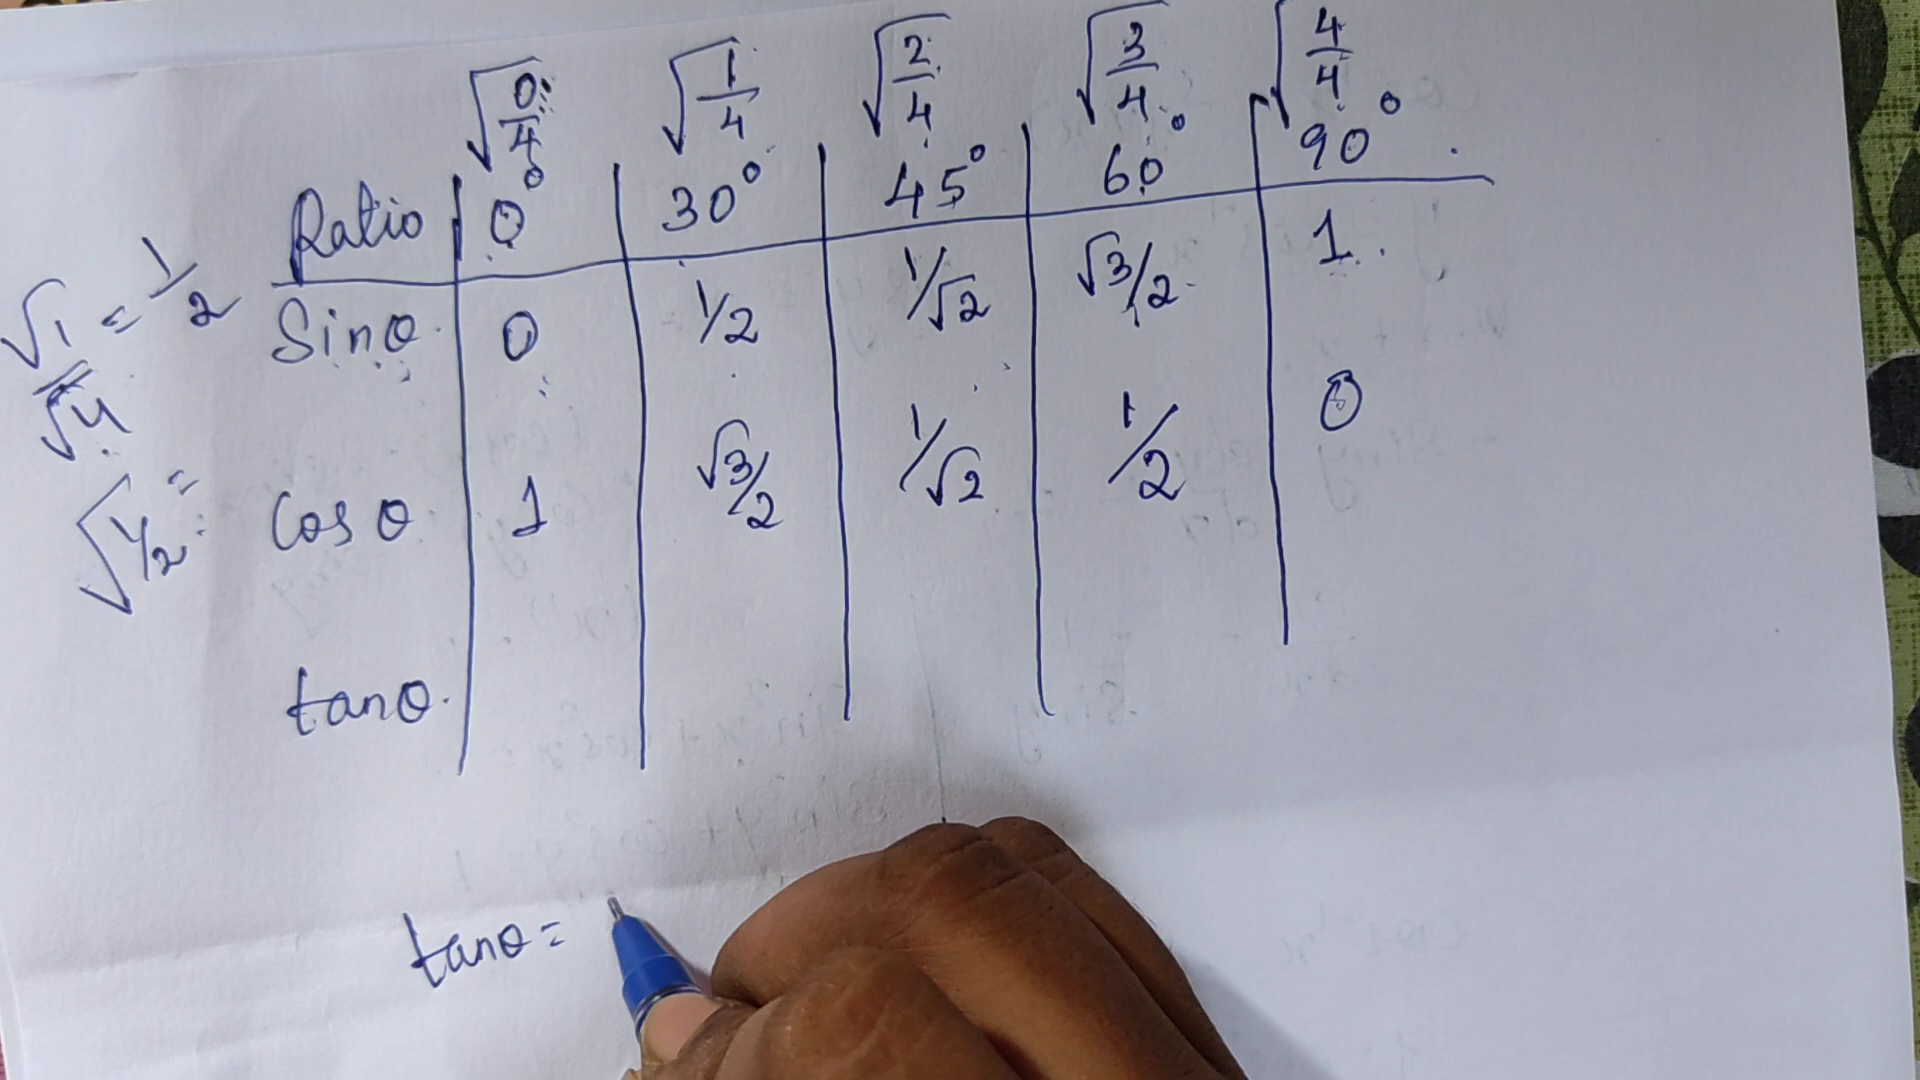 √0/4 √1/4 √2/4 √3/4 √4/4
Ratio 0° 30° 45° 60° 90°
Sinθ 0 1/2 1/√2 √3/2 1
√1/√4 = 1/2
Cosθ 1 √3/2 1/√2 1/2 0
√1/2 =
tanθ
tanθ =